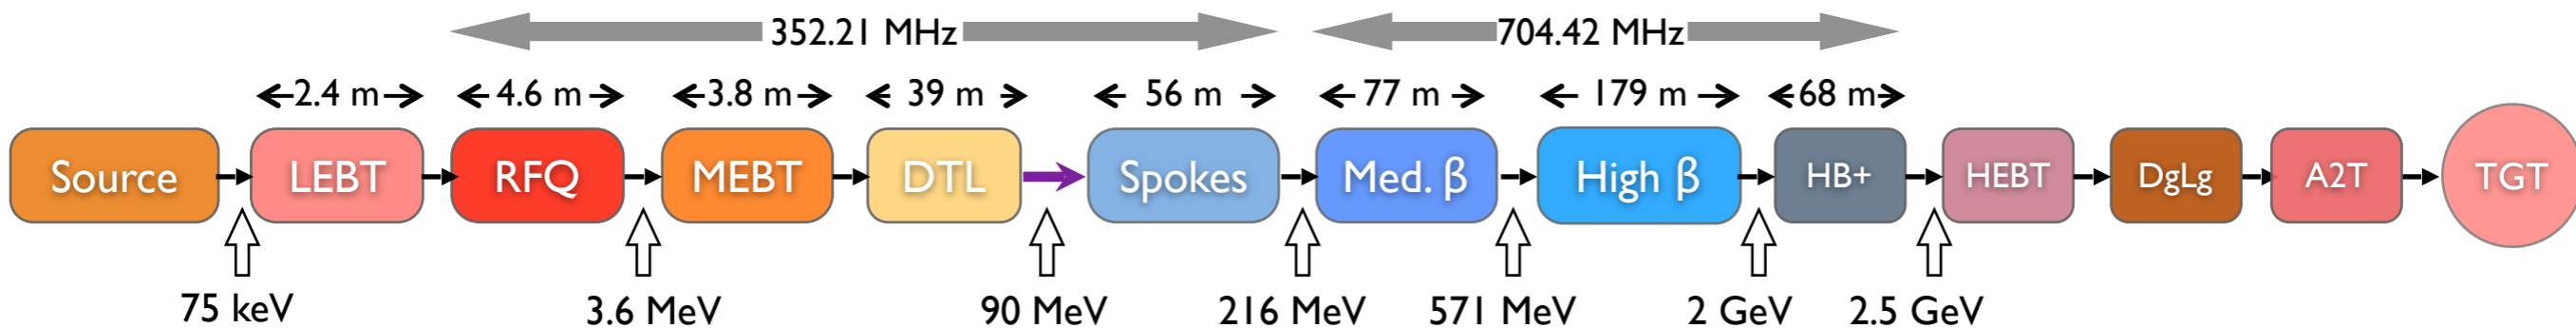 352.21 MHz 704.42 MHz
2.4 m 4.6 m 3.8 m 39 m 56 m 77 m 179 m 68 m
Source LEBT RFQ MEBT DTL Spokes Med. β High β HB+ HEBT DgLg A2T TGT
75 keV 3.6 MeV 90 MeV 216 MeV 571 MeV 2 GeV 2.5 GeV